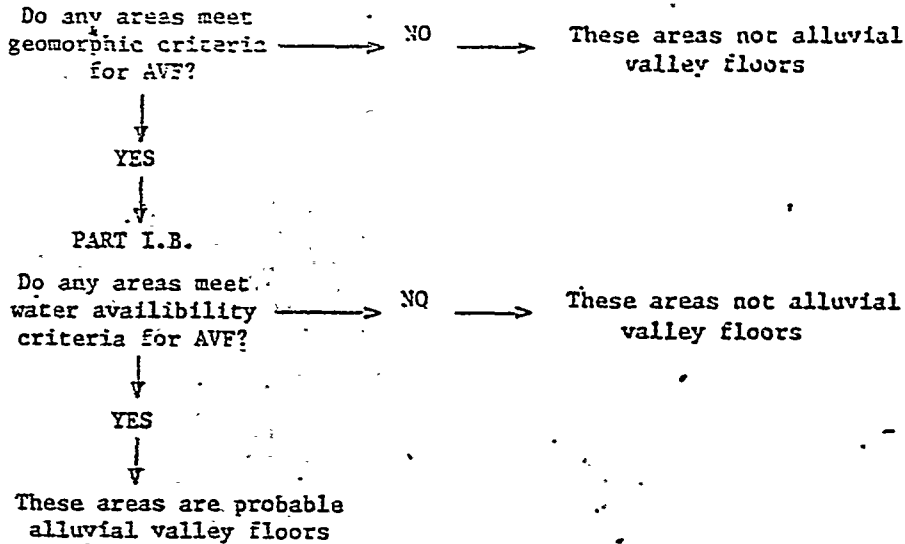 Do any areas meet
geomorphic criteria
for AVF?
NO
These areas not alluvial
valley floors
YES
PART I.B.
Do any areas meet
water availibility
criteria for AVF?
NO
These areas not alluvial
valley floors
YES
These areas are probable
alluvial valley floors